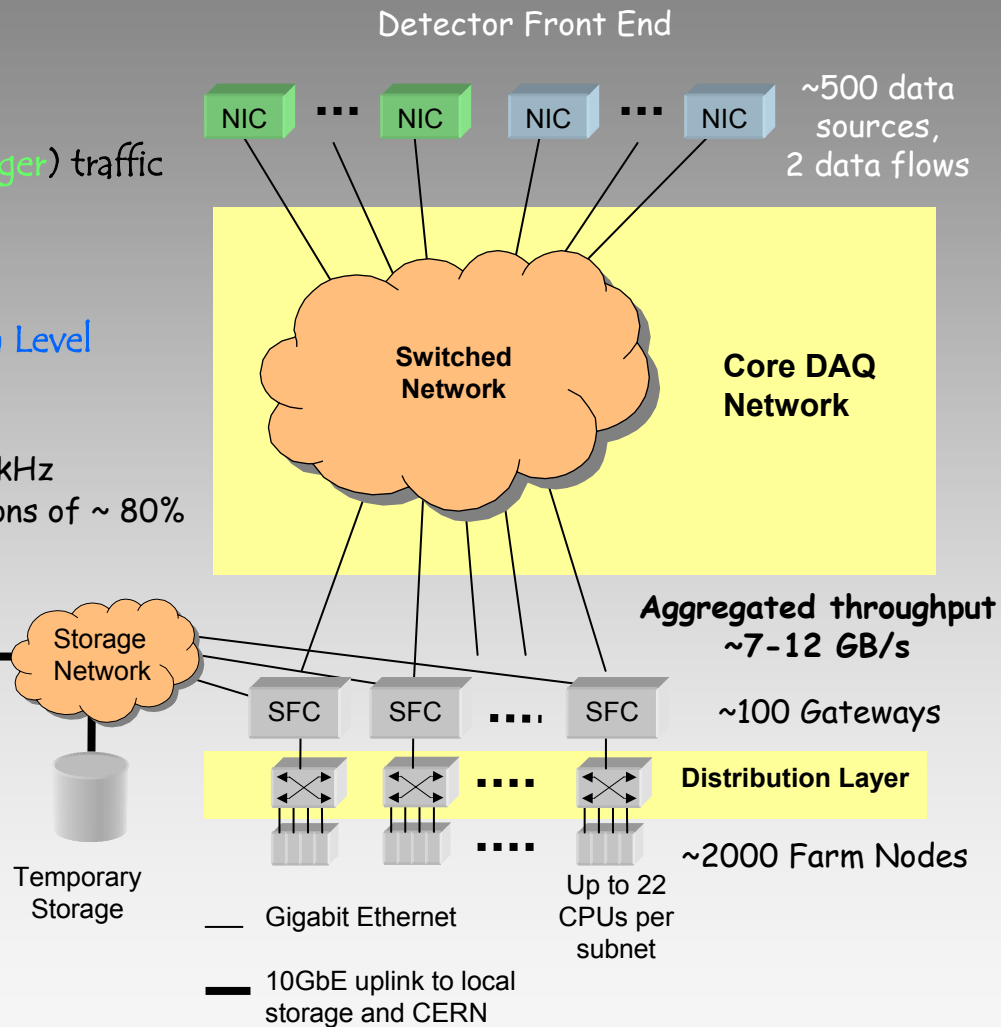 Detector Front End
NIC
NIC
NIC
NIC
~500 data
sources,
2 data flows
ger) traffic
Level
Switched
Network
Core DAQ
Network
kHz
ons of ~ 80%
Aggregated throughput
~7-12 GB/s
Storage
Network
SFC
SFC
SFC
~100 Gateways
Distribution Layer
~2000 Farm Nodes
Temporary
Storage
Up to 22
CPUs per
subnet
Gigabit Ethernet
10GbE uplink to local
storage and CERN